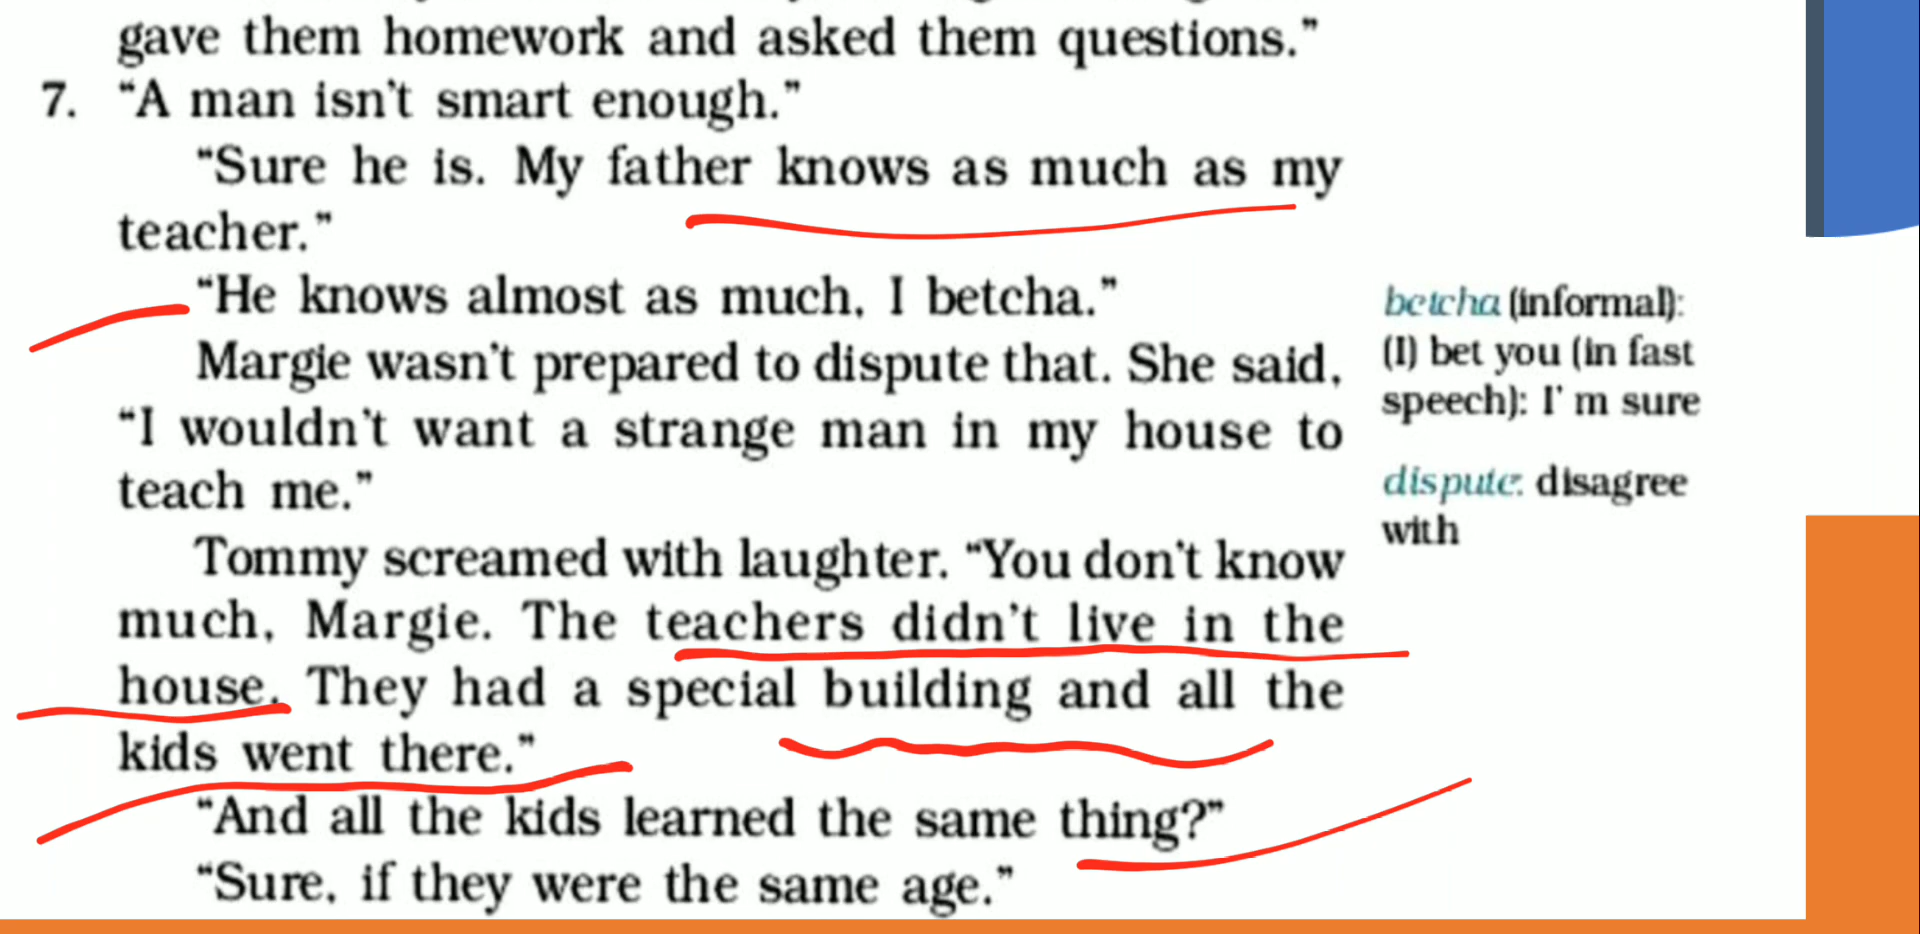 gave them homework and asked them questions.”
7. “A man isn’t smart enough.”
“Sure he is. My father knows as much as my
teacher.”
“He knows almost as much, I betcha.”
Margie wasn’t prepared to dispute that. She said,
“I wouldn’t want a strange man in my house to
teach me.”
Tommy screamed with laughter. “You don’t know
much, Margie. The teachers didn’t live in the
house. They had a special building and all the
kids went there.”
“And all the kids learned the same thing?”
“Sure, if they were the same age.”
betcha (informal):
(I) bet you (in fast
speech): I’ m sure
dispute: disagree
with